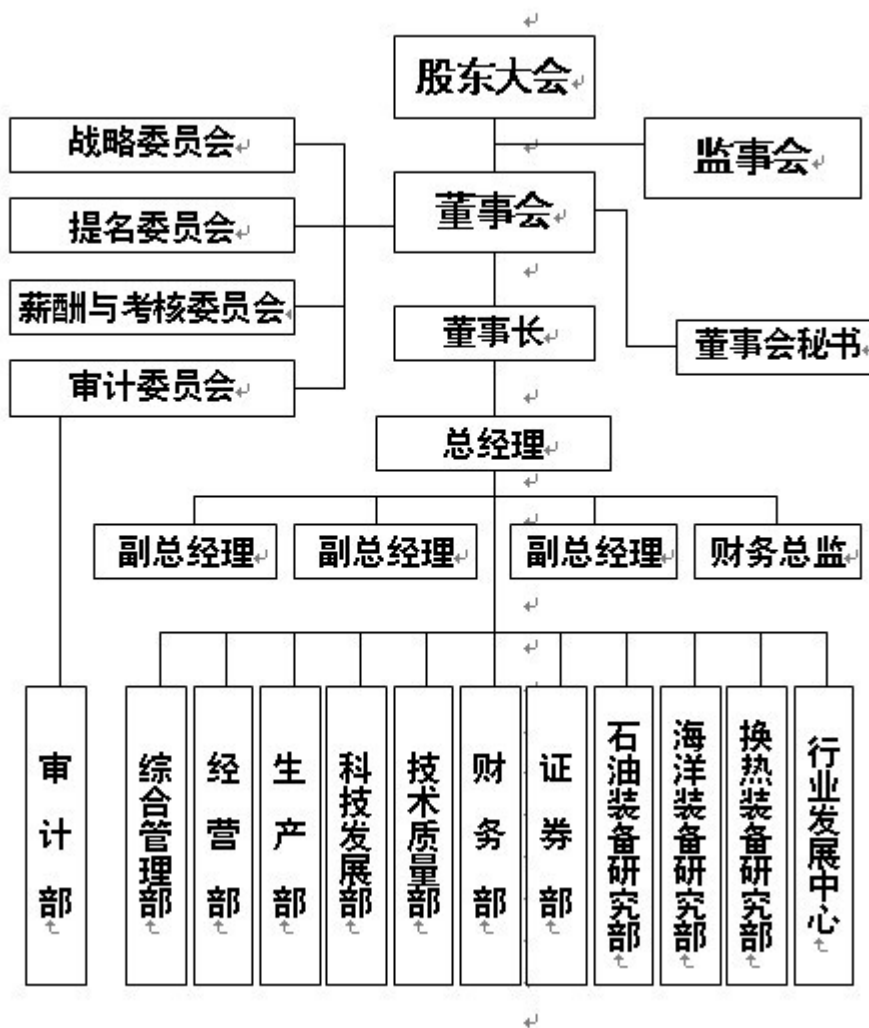 股东大会
战略委员会
监事会
提名委员会
董事会
薪酬与考核委员会
董事长
董事会秘书
审计委员会
总经理
副总经理
副总经理
副总经理
财务总监
审计部
综合管理部
经营部
生产部
科技发展部
技术质量部
财务部
证券部
石油装备研究部
海洋装备研究部
换热装备研究部
行业发展中心